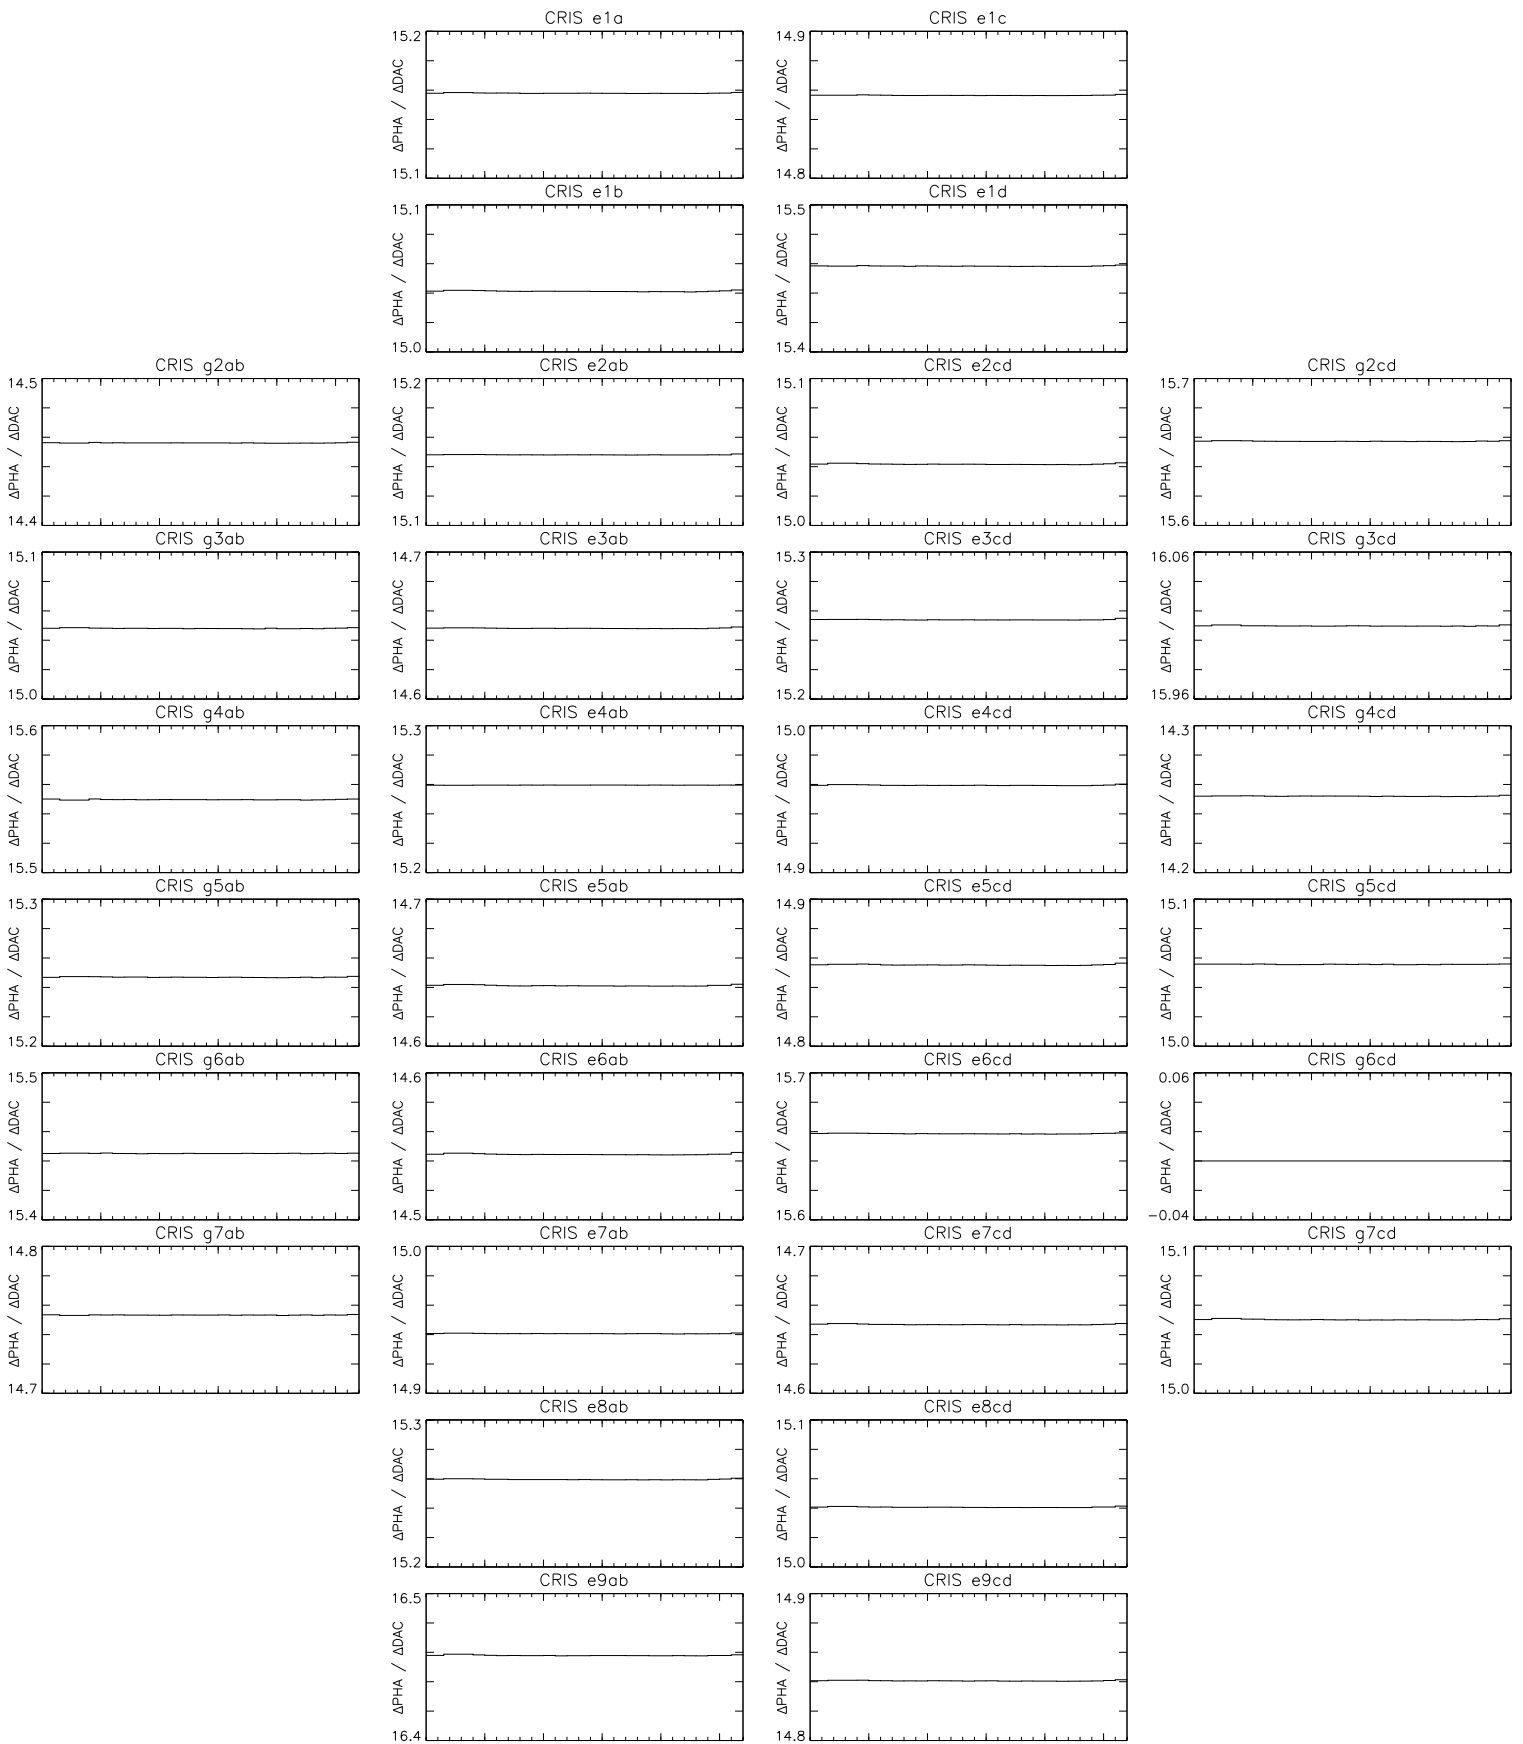 CRIS e1a
CRIS e1c
15.2
ΔPHA / ΔDAC
15.1
14.9
ΔPHA / ΔDAC
14.8
CRIS e1b
CRIS e1d
15.1
ΔPHA / ΔDAC
15.0
15.5
ΔPHA / ΔDAC
15.4
CRIS g2ab
CRIS e2ab
CRIS e2cd
CRIS g2cd
14.5
ΔPHA / ΔDAC
14.4
15.2
ΔPHA / ΔDAC
15.1
15.1
ΔPHA / ΔDAC
15.0
15.7
ΔPHA / ΔDAC
15.6
CRIS g3ab
CRIS e3ab
CRIS e3cd
CRIS g3cd
15.1
ΔPHA / ΔDAC
15.0
14.7
ΔPHA / ΔDAC
14.6
15.3
ΔPHA / ΔDAC
15.2
16.06
ΔPHA / ΔDAC
15.96
CRIS g4ab
CRIS e4ab
CRIS e4cd
CRIS g4cd
15.6
ΔPHA / ΔDAC
15.5
15.3
ΔPHA / ΔDAC
15.2
15.0
ΔPHA / ΔDAC
14.9
14.3
ΔPHA / ΔDAC
14.2
CRIS g5ab
CRIS e5ab
CRIS e5cd
CRIS g5cd
15.3
ΔPHA / ΔDAC
15.2
14.7
ΔPHA / ΔDAC
14.6
14.9
ΔPHA / ΔDAC
14.8
15.1
ΔPHA / ΔDAC
15.0
CRIS g6ab
CRIS e6ab
CRIS e6cd
CRIS g6cd
15.5
ΔPHA / ΔDAC
15.4
14.6
ΔPHA / ΔDAC
14.5
15.7
ΔPHA / ΔDAC
15.6
0.06
ΔPHA / ΔDAC
−0.04
CRIS g7ab
CRIS e7ab
CRIS e7cd
CRIS g7cd
14.8
ΔPHA / ΔDAC
14.7
15.0
ΔPHA / ΔDAC
14.9
14.7
ΔPHA / ΔDAC
14.6
15.1
ΔPHA / ΔDAC
15.0
CRIS e8ab
CRIS e8cd
15.3
ΔPHA / ΔDAC
15.2
15.1
ΔPHA / ΔDAC
15.0
CRIS e9ab
CRIS e9cd
16.5
ΔPHA / ΔDAC
16.4
14.9
ΔPHA / ΔDAC
14.8